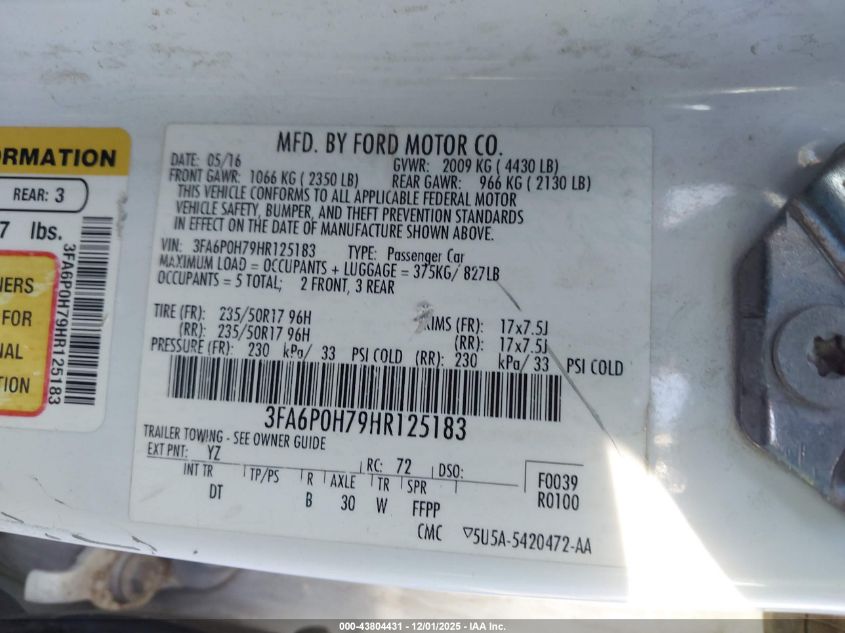 ORMATION
REAR: 3
7 lbs.
NERS
FOR
NAL
TION
3FA6P0H79HR125183
MFD. BY FORD MOTOR CO.
DATE: 05/16 GVWR: 2009 KG ( 4430 LB)
FRONT GAWR: 1066 KG ( 2350 LB) REAR GAWR: 966 KG ( 2130 LB)
THIS VEHICLE CONFORMS TO ALL APPLICABLE FEDERAL MOTOR
VEHICLE SAFETY, BUMPER, AND THEFT PREVENTION STANDARDS
IN EFFECT ON THE DATE OF MANUFACTURE SHOWN ABOVE.
VIN: 3FA6P0H79HR125183 TYPE: Passenger Car
MAXIMUM LOAD = OCCUPANTS + LUGGAGE = 375KG/ 827LB
OCCUPANTS = 5 TOTAL; 2 FRONT, 3 REAR
TIRE (FR): 235/50R17 96H RIMS (FR): 17x7.5J
(RR): 235/50R17 96H (RR): 17x7.5J
PRESSURE (FR): 230 kPa/ 33 PSI COLD (RR): 230 kPa/ 33 PSI COLD
3FA6P0H79HR125183
TRAILER TOWING - SEE OWNER GUIDE
EXT PNT: YZ RC: 72 DSO: F0039
INT TR TP/PS R AXLE TR SPR R0100
DT B 30 W FFPP
CMC ▽5U5A-5420472-AA
000-43804431 - 12/01/2025 - IAA Inc.